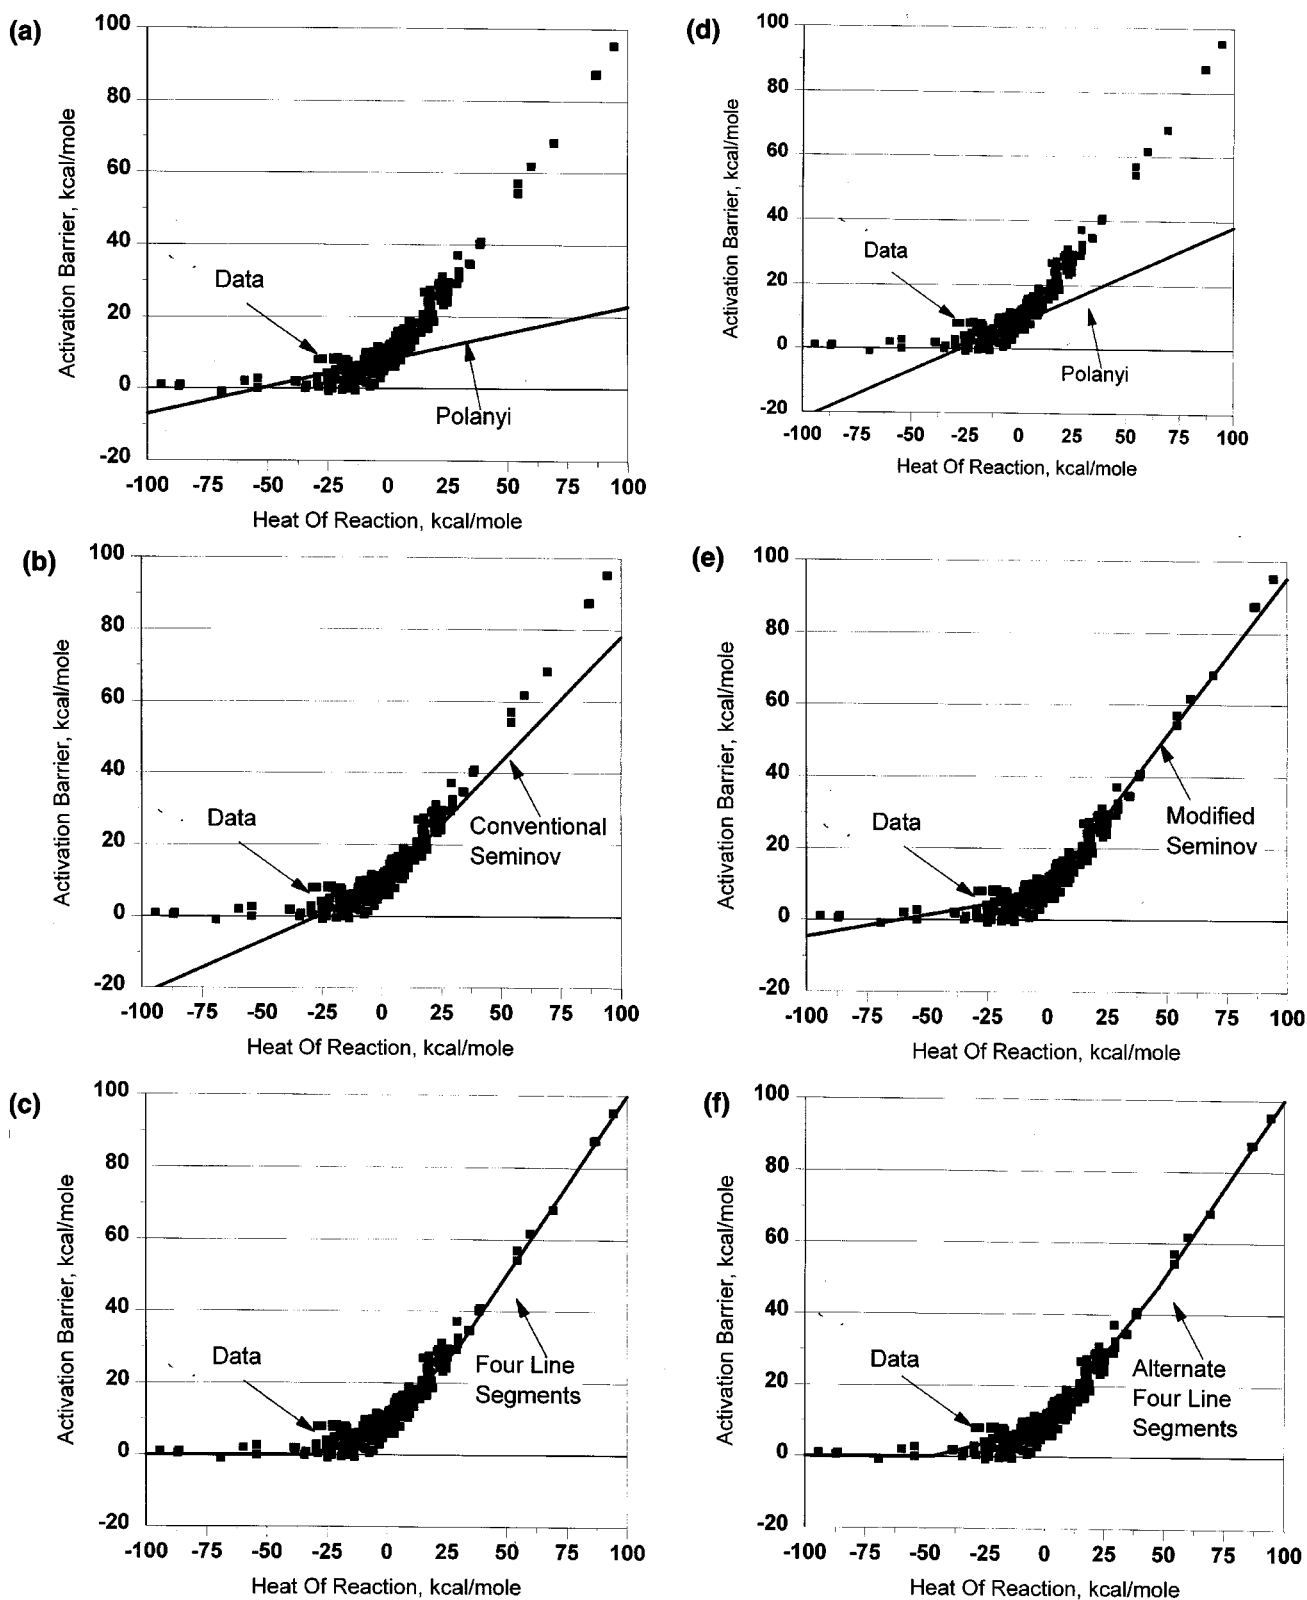 (a)
100
80
60
40
20
0
-20
Activation Barrier, kcal/mole
Data
Polanyi
-100 -75 -50 -25 0 25 50 75 100
Heat Of Reaction, kcal/mole
(d)
100
80
60
40
20
0
-20
Activation Barrier, kcal/mole
Data
Polanyi
-100 -75 -50 -25 0 25 50 75 100
Heat Of Reaction, kcal/mole
(b)
100
80
60
40
20
0
-20
Activation Barrier, kcal/mole
Data
Conventional
Seminov
-100 -75 -50 -25 0 25 50 75 100
Heat Of Reaction, kcal/mole
(e)
100
80
60
40
20
0
-20
Activation Barrier, kcal/mole
Data
Modified
Seminov
-100 -75 -50 -25 0 25 50 75 100
Heat Of Reaction, kcal/mole
(c)
100
80
60
40
20
0
-20
Activation Barrier, kcal/mole
Data
Four Line
Segments
-100 -75 -50 -25 0 25 50 75 100
Heat Of Reaction, kcal/mole
(f)
100
80
60
40
20
0
-20
Activation Barrier, kcal/mole
Data
Alternate
Four Line
Segments
-100 -75 -50 -25 0 25 50 75 100
Heat Of Reaction, kcal/mole